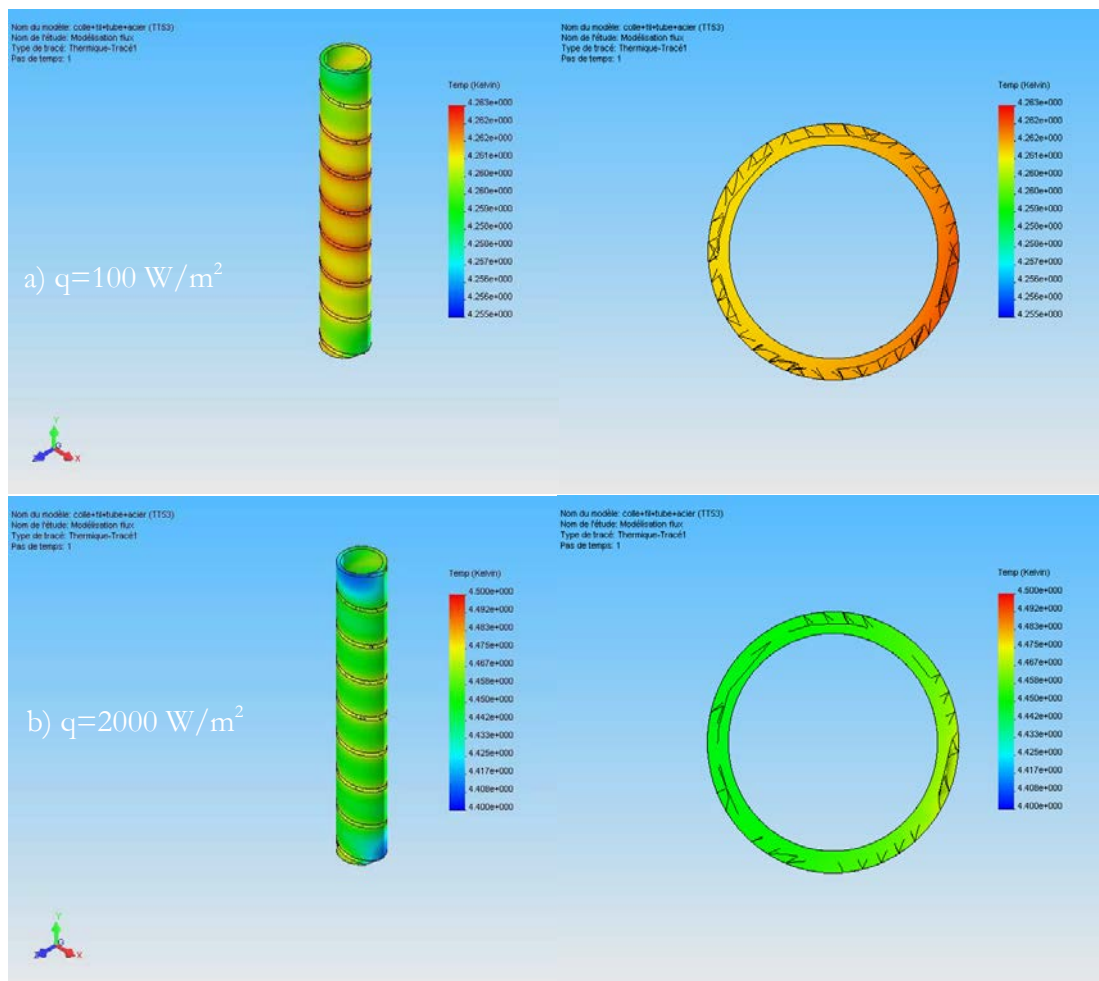 Nom du modèle: colle+fil+tube+acier (TTS3)
Nom de l'étude: Modélisation flux
Type de tracé: Thermique-Tracé1
Pas de temps: 1
Temp (Kelvin)
4.263e+000
4.262e+000
4.262e+000
4.261e+000
4.260e+000
4.260e+000
4.259e+000
4.258e+000
4.258e+000
4.257e+000
4.256e+000
4.256e+000
4.255e+000
a) q=100 W/m²
Y
Z
X
Nom du modèle: colle+fil+tube+acier (TTS3)
Nom de l'étude: Modélisation flux
Type de tracé: Thermique-Tracé1
Pas de temps: 1
Temp (Kelvin)
4.263e+000
4.262e+000
4.262e+000
4.261e+000
4.260e+000
4.260e+000
4.259e+000
4.258e+000
4.258e+000
4.257e+000
4.256e+000
4.256e+000
4.255e+000
Nom du modèle: colle+fil+tube+acier (TTS3)
Nom de l'étude: Modélisation flux
Type de tracé: Thermique-Tracé1
Pas de temps: 1
Temp (Kelvin)
4.500e+000
4.492e+000
4.483e+000
4.475e+000
4.467e+000
4.458e+000
4.450e+000
4.442e+000
4.433e+000
4.425e+000
4.417e+000
4.408e+000
4.400e+000
b) q=2000 W/m²
Y
Z
X
Nom du modèle: colle+fil+tube+acier (TTS3)
Nom de l'étude: Modélisation flux
Type de tracé: Thermique-Tracé1
Pas de temps: 1
Temp (Kelvin)
4.500e+000
4.492e+000
4.483e+000
4.475e+000
4.467e+000
4.458e+000
4.450e+000
4.442e+000
4.433e+000
4.425e+000
4.417e+000
4.408e+000
4.400e+000